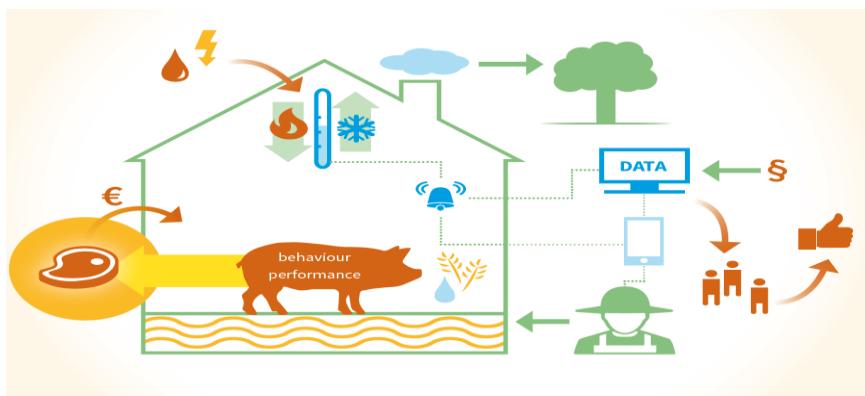 DATA
§
€
behaviour
performance